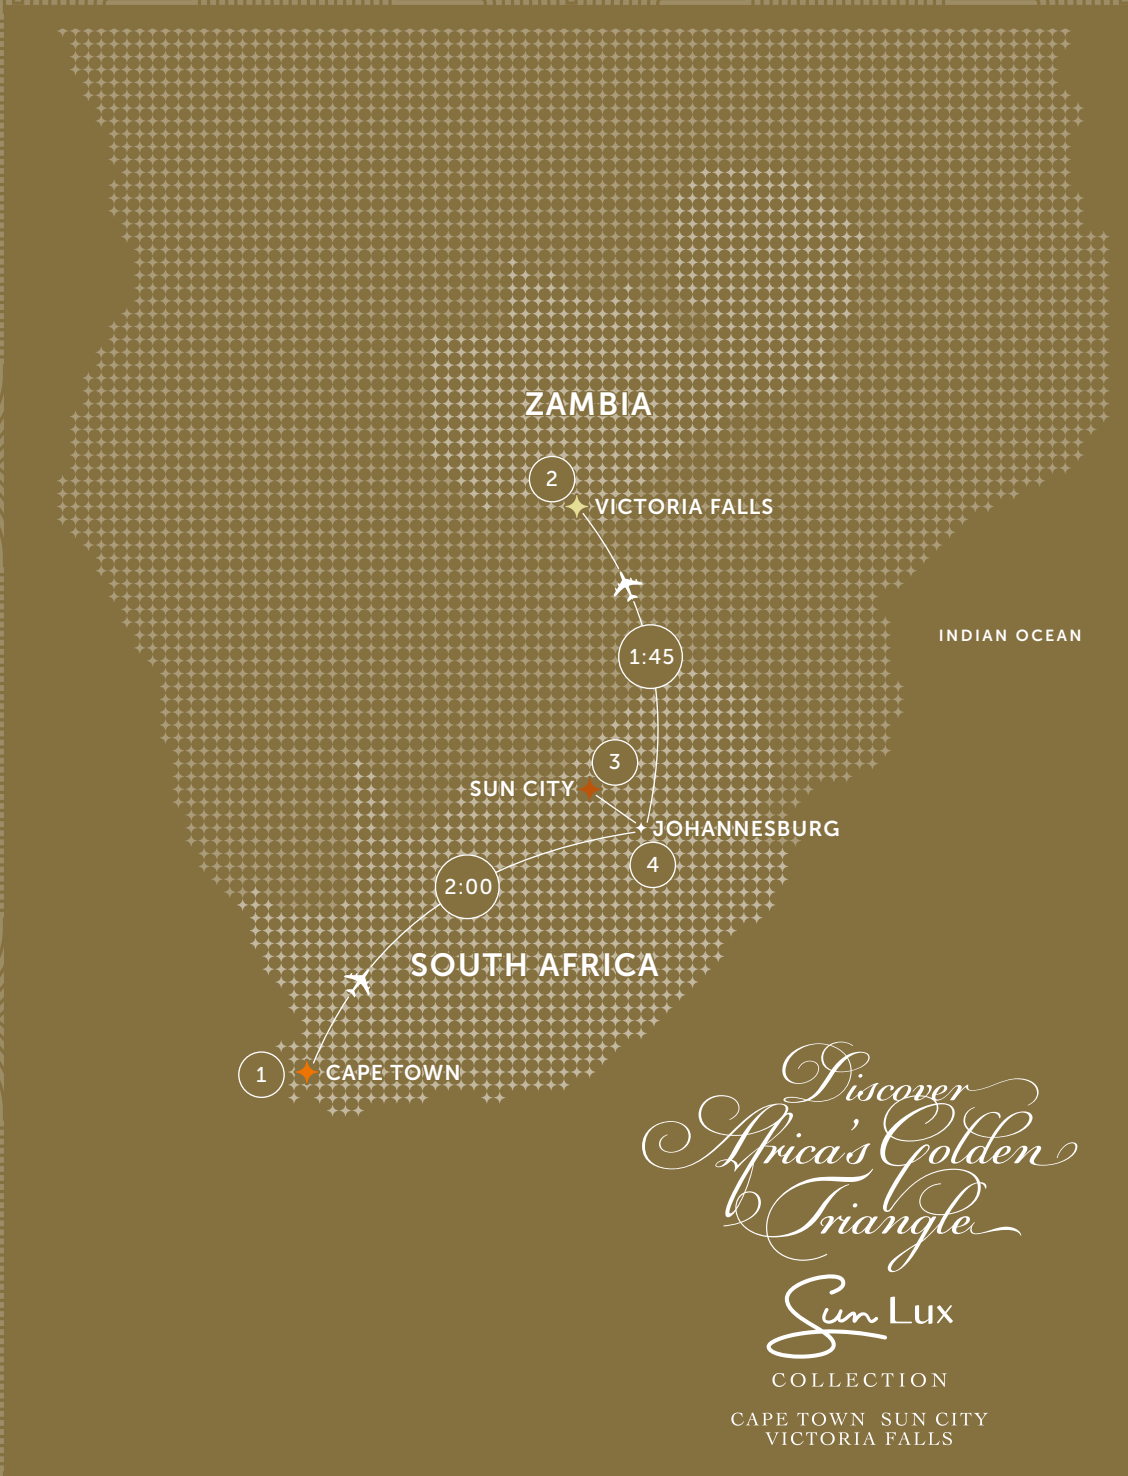 ZAMBIA
2
VICTORIA FALLS
INDIAN OCEAN
1:45
3
SUN CITY
JOHANNESBURG
4
2:00
SOUTH AFRICA
1
CAPE TOWN
Discover
Africa's Golden
Triangle
Sun Lux
COLLECTION
CAPE TOWN SUN CITY
VICTORIA FALLS